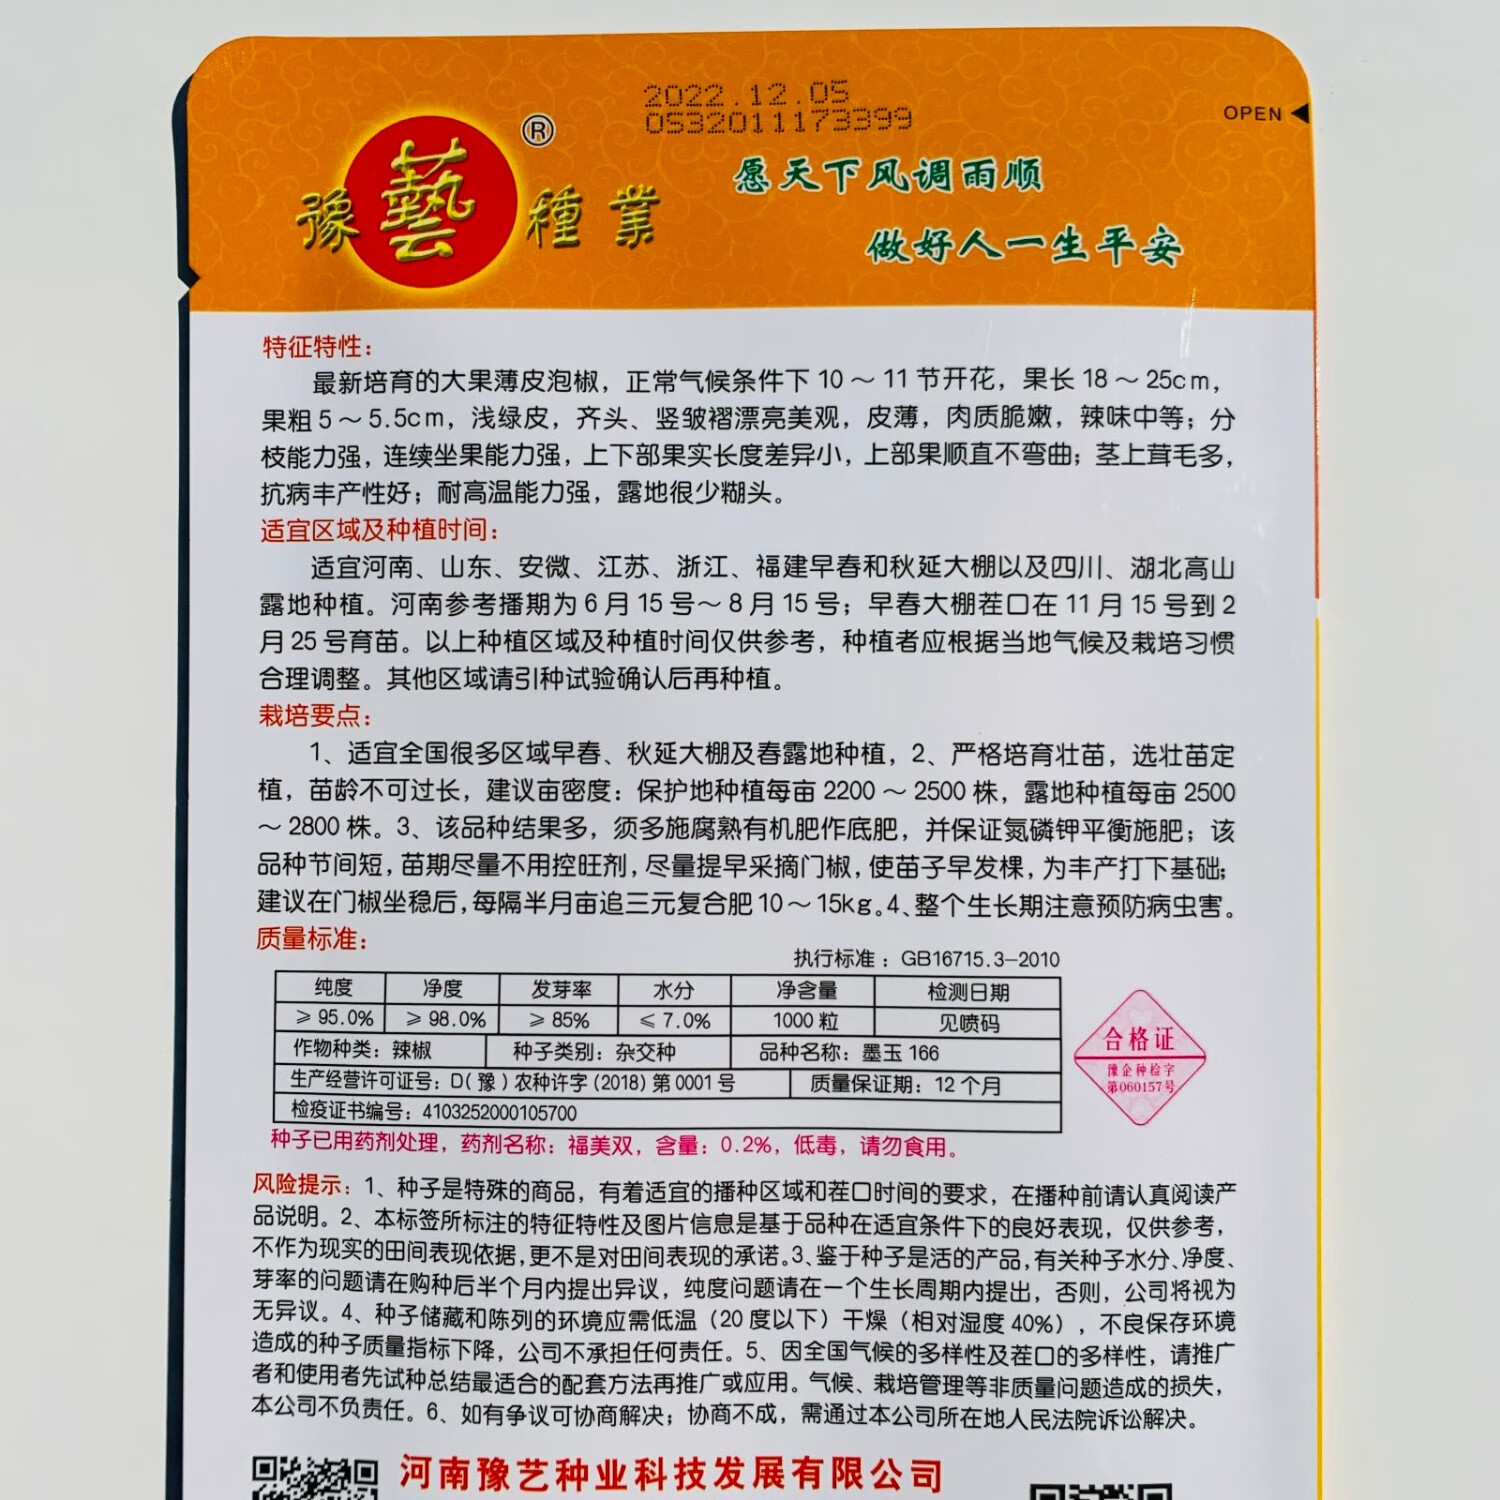 2022.12.05
0532011173399
OPEN
豫藝種業
®
愿天下风调雨顺
做好人一生平安
特征特性：
最新培育的大果薄皮泡椒，正常气候条件下10～11节开花，果长18～25cm，
果粗5～5.5cm，浅绿皮，齐头、竖皱褶漂亮美观，皮薄，肉质脆嫩，辣味中等；分
枝能力强，连续坐果能力强，上下部果实长度差异小，上部果顺直不弯曲；茎上茸毛多，
抗病丰产性好；耐高温能力强，露地很少糊头。
适宜区域及种植时间：
适宜河南、山东、安微、江苏、浙江、福建早春和秋延大棚以及四川、湖北高山
露地种植。河南参考播期为6月15号～8月15号；早春大棚茬口在11月15号到2
月25号育苗。以上种植区域及种植时间仅供参考，种植者应根据当地气候及栽培习惯
合理调整。其他区域请引种试验确认后再种植。
栽培要点：
1、适宜全国很多区域早春、秋延大棚及春露地种植，2、严格培育壮苗，选壮苗定
植，苗龄不可过长，建议亩密度：保护地种植每亩2200～2500株，露地种植每亩2500
～2800株。3、该品种结果多，须多施腐熟有机肥作底肥，并保证氮磷钾平衡施肥；该
品种节间短，苗期尽量不用控旺剂，尽量提早采摘门椒，使苗子早发棵，为丰产打下基础；
建议在门椒坐稳后，每隔半月亩追三元复合肥10～15kg。4、整个生长期注意预防病虫害。
质量标准：
执行标准：GB16715.3-2010
纯度 净度 发芽率 水分 净含量 检测日期
≥95.0% ≥98.0% ≥85% ≤7.0% 1000粒 见喷码
作物种类：辣椒 种子类别：杂交种 品种名称：墨玉166
生产经营许可证号：D(豫)农种许字(2018)第0001号 质量保证期：12个月
检疫证书编号：4103252000105700
合格证
豫企种检字
第060157号
种子已用药剂处理，药剂名称：福美双，含量：0.2%，低毒，请勿食用。
风险提示：1、种子是特殊的商品，有着适宜的播种区域和茬口时间的要求，在播种前请认真阅读产
品说明。2、本标签所标注的特征特性及图片信息是基于品种在适宜条件下的良好表现，仅供参考，
不作为现实的田间表现依据，更不是对田间表现的承诺。3、鉴于种子是活的产品，有关种子水分、净度、
芽率的问题请在购种后半个月内提出异议，纯度问题请在一个生长周期内提出，否则，公司将视为
无异议。4、种子储藏和陈列的环境应需低温（20度以下）干燥（相对湿度40%），不良保存环境
造成的种子质量指标下降，公司不承担任何责任。5、因全国气候的多样性及茬口的多样性，请推广
者和使用者先试种总结最适合的配套方法再推广或应用。气候、栽培管理等非质量问题造成的损失，
本公司不负责任。6、如有争议可协商解决；协商不成，需通过本公司所在地人民法院诉讼解决。
河南豫艺种业科技发展有限公司